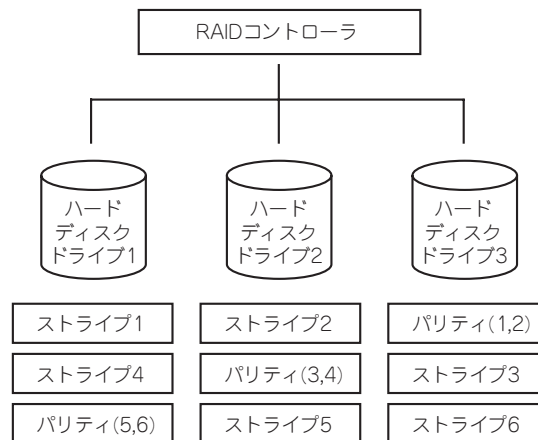 RAIDコントローラ
ハード
ディスク
ドライブ1
ハード
ディスク
ドライブ2
ハード
ディスク
ドライブ3
ストライプ1
ストライプ2
パリティ(1,2)
ストライプ4
パリティ(3,4)
ストライプ3
パリティ(5,6)
ストライプ5
ストライプ6